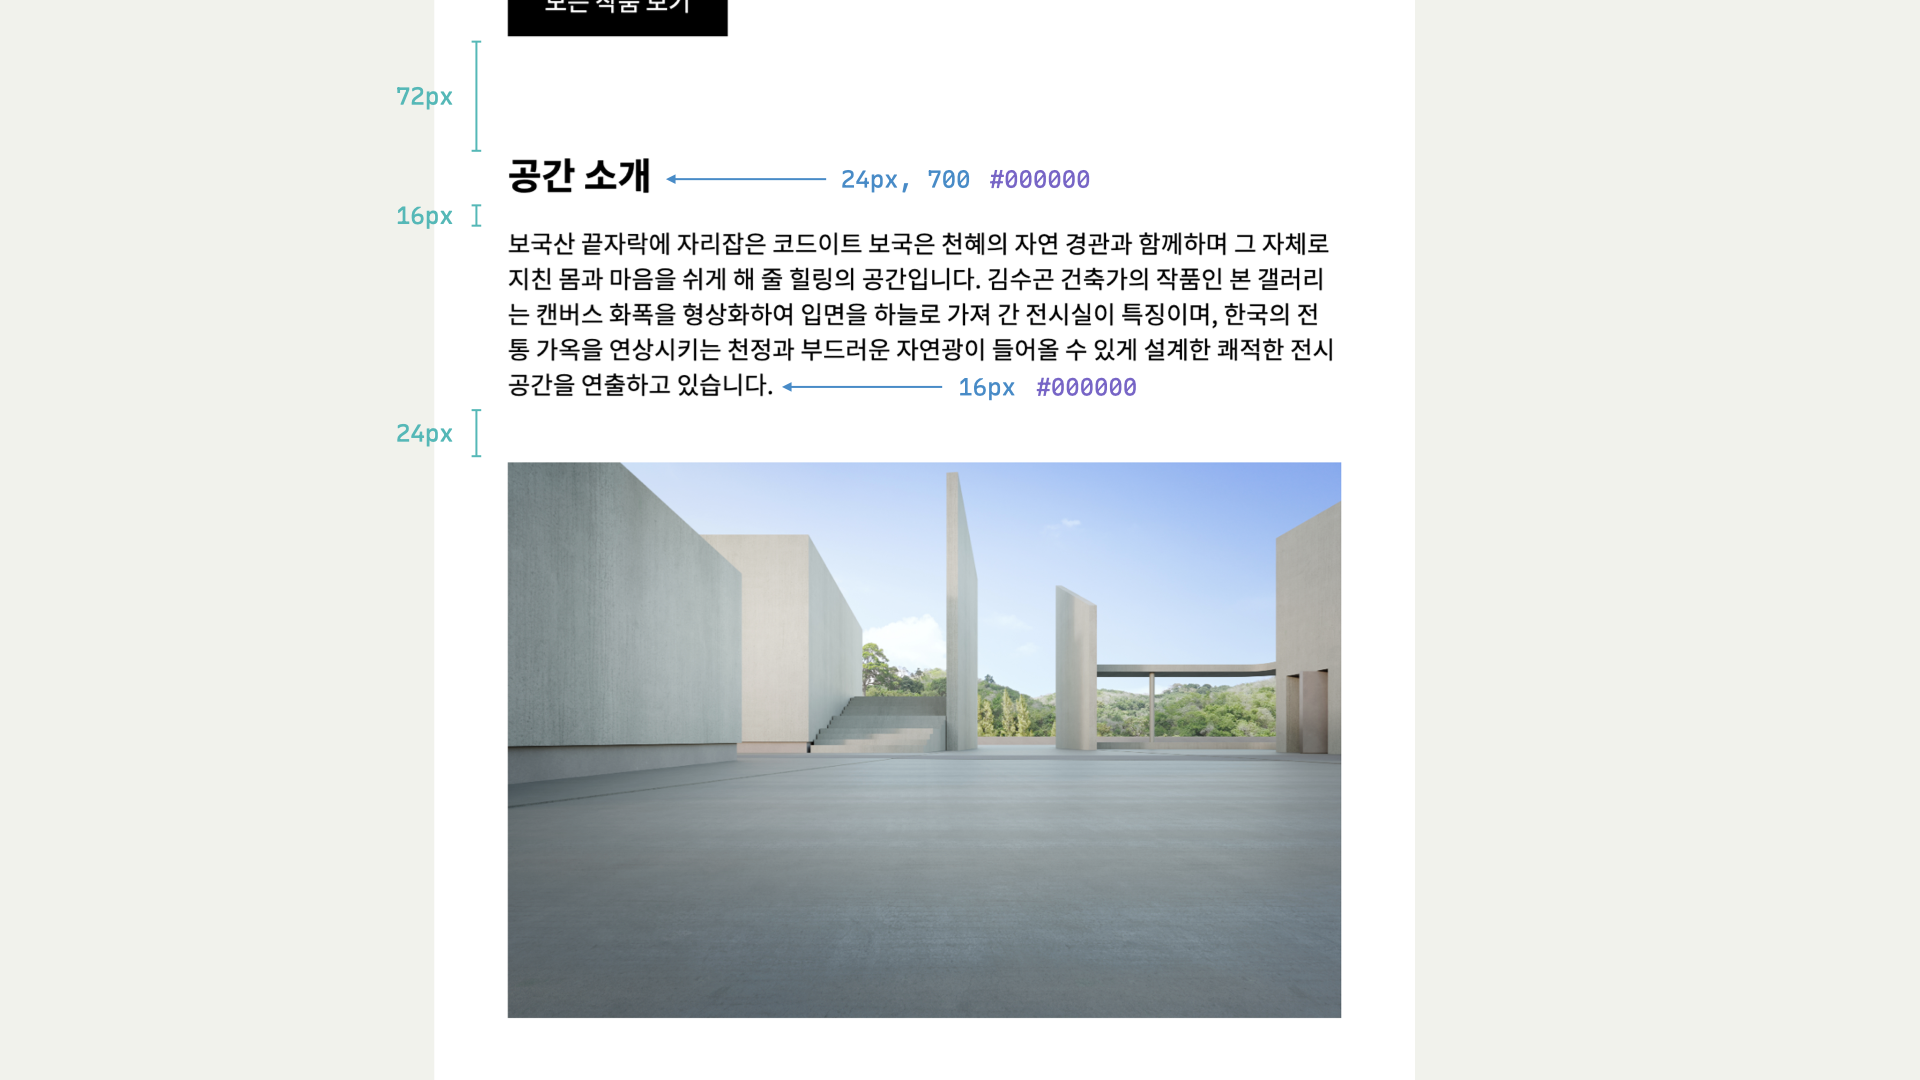 모든 작품 보기
72px
공간 소개 24px, 700 #000000
16px
보국산 끝자락에 자리잡은 코드이트 보국은 천혜의 자연 경관과 함께하며 그 자체로
지친 몸과 마음을 쉬게 해 줄 힐링의 공간입니다. 김수곤 건축가의 작품인 본 갤러리
는 캔버스 화폭을 형상화하여 입면을 하늘로 가져 간 전시실이 특징이며, 한국의 전
통 가옥을 연상시키는 천정과 부드러운 자연광이 들어올 수 있게 설계한 쾌적한 전시
공간을 연출하고 있습니다. 16px #000000
24px